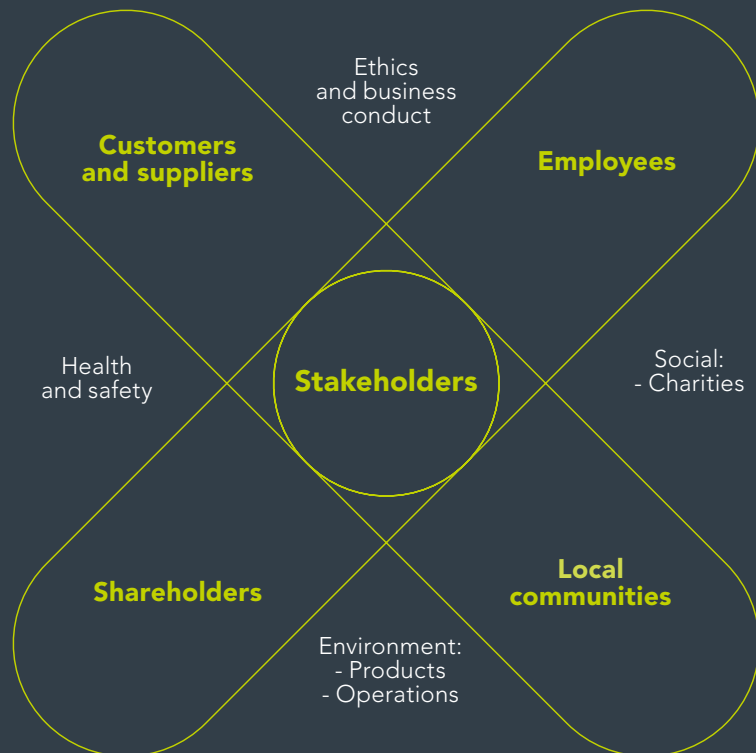 Ethics
and business
conduct
Customers
and suppliers
Employees
Health
and safety
Stakeholders
Social:
- Charities
Shareholders
Local
communities
Environment:
- Products
- Operations